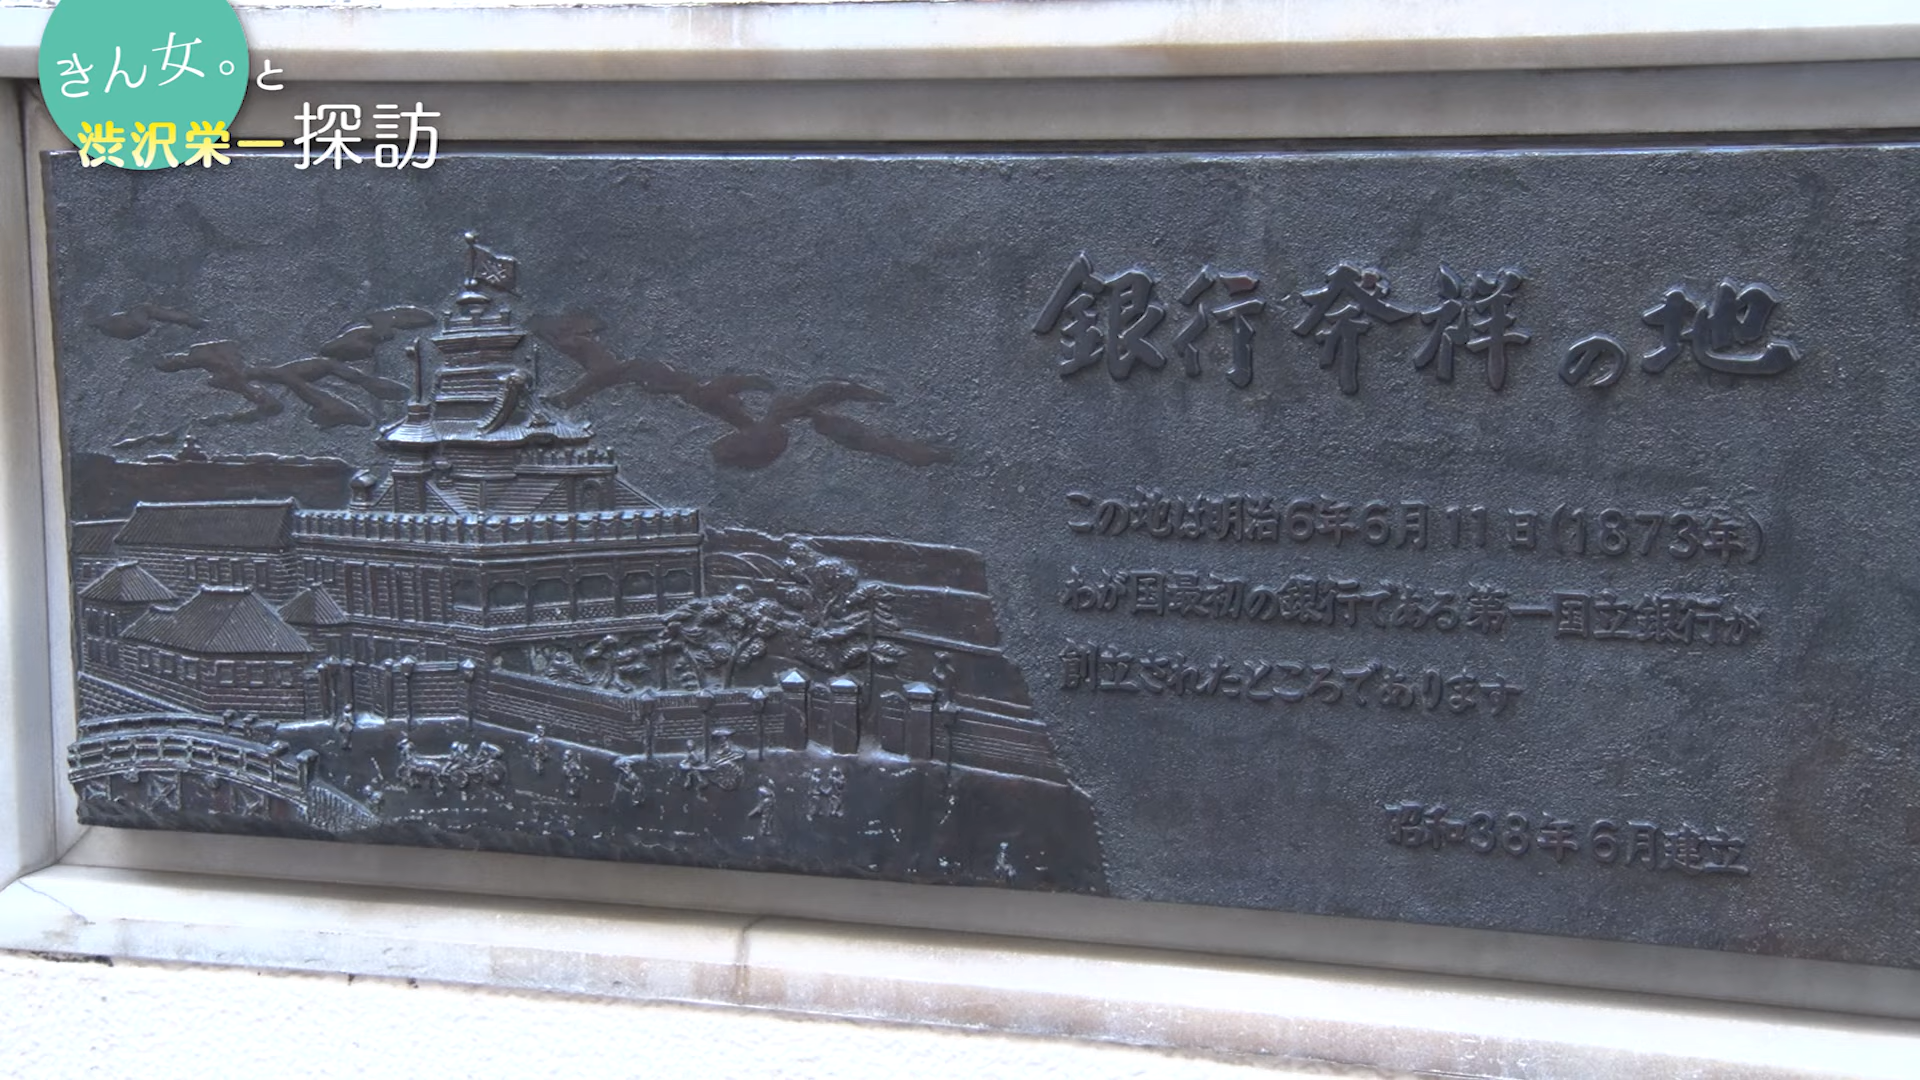 きん女。と
渋沢栄一探訪
銀行発祥の地
この地は明治6年6月11日(1873年)
わが国最初の銀行である第一国立銀行が
創立されたところであります
昭和38年6月建立